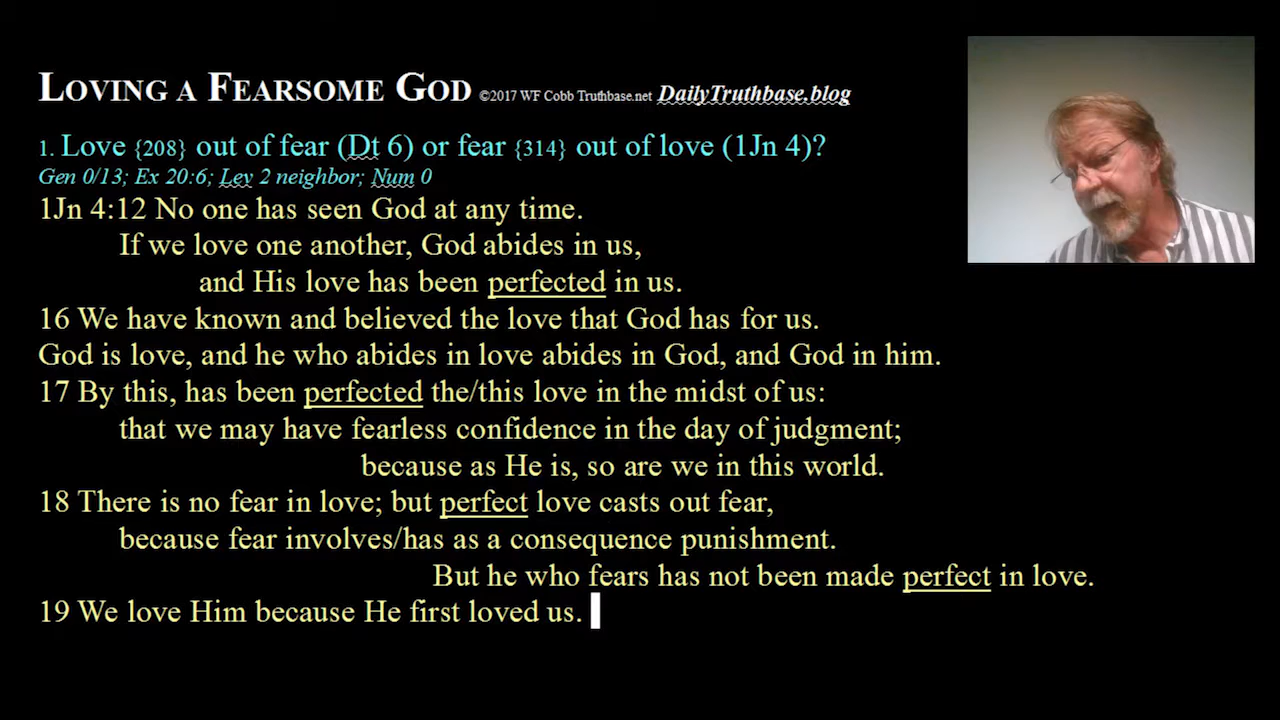 LOVING A FEARSOME GOD ©2017 WF Cobb Truthbase.net DailyTruthbase.blog
1. Love {208} out of fear (Dt 6) or fear {314} out of love (1Jn 4)?
Gen 0/13; Ex 20:6; Lev 2 neighbor; Num 0
1Jn 4:12 No one has seen God at any time.
If we love one another, God abides in us,
and His love has been perfected in us.
16 We have known and believed the love that God has for us.
God is love, and he who abides in love abides in God, and God in him.
17 By this, has been perfected the/this love in the midst of us:
that we may have fearless confidence in the day of judgment;
because as He is, so are we in this world.
18 There is no fear in love; but perfect love casts out fear,
because fear involves/has as a consequence punishment.
But he who fears has not been made perfect in love.
19 We love Him because He first loved us.